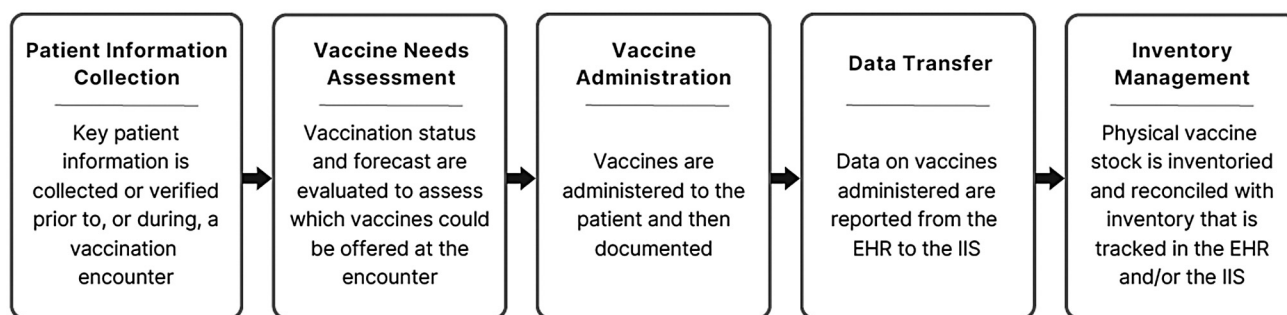 Patient Information
Collection
Key patient
information is
collected or verified
prior to, or during, a
vaccination
encounter
Vaccine Needs
Assessment
Vaccination status
and forecast are
evaluated to assess
which vaccines could
be offered at the
encounter
Vaccine
Administration
Vaccines are
administered to the
patient and then
documented
Data Transfer
Data on vaccines
administered are
reported from the
EHR to the IIS
Inventory
Management
Physical vaccine
stock is inventoried
and reconciled with
inventory that is
tracked in the EHR
and/or the IIS